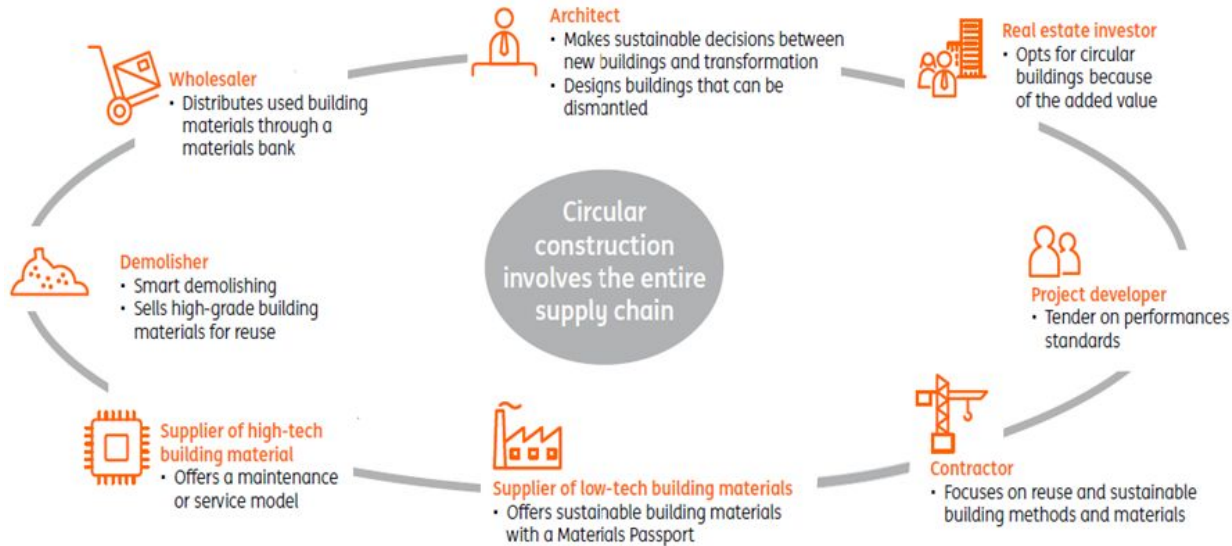 Architect
• Makes sustainable decisions between
new buildings and transformation
• Designs buildings that can be
dismantled
Real estate investor
• Opts for circular
buildings because
of the added value
Wholesaler
• Distributes used building
materials through a
materials bank
Circular
construction
involves the entire
supply chain
Demolisher
• Smart demolishing
• Sells high-grade building
materials for reuse
Project developer
• Tender on performances
standards
Supplier of high-tech
building material
• Offers a maintenance
or service model
Supplier of low-tech building materials
• Offers sustainable building materials
with a Materials Passport
Contractor
• Focuses on reuse and sustainable
building methods and materials